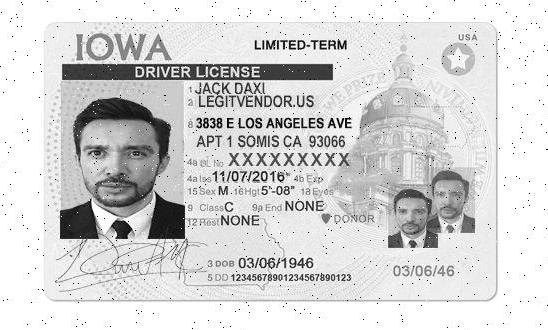 IOWA
LIMITED-TERM
USA
DRIVER LICENSE
1 JACK DAXI
2 LEGITVENDOR.US
8 3838 E LOS ANGELES AVE
APT 1 SOMIS CA 93066
4a DL No XXXXXXXXX
4a Iss 11/07/2016 4b Exp
15 Sex M 16 Hgt 5'-08" 18 Eyes
9 Class C 9a End NONE
12 Rest NONE
DONOR
3 DOB 03/06/1946
03/06/46
5 DD 12345678901234567890123